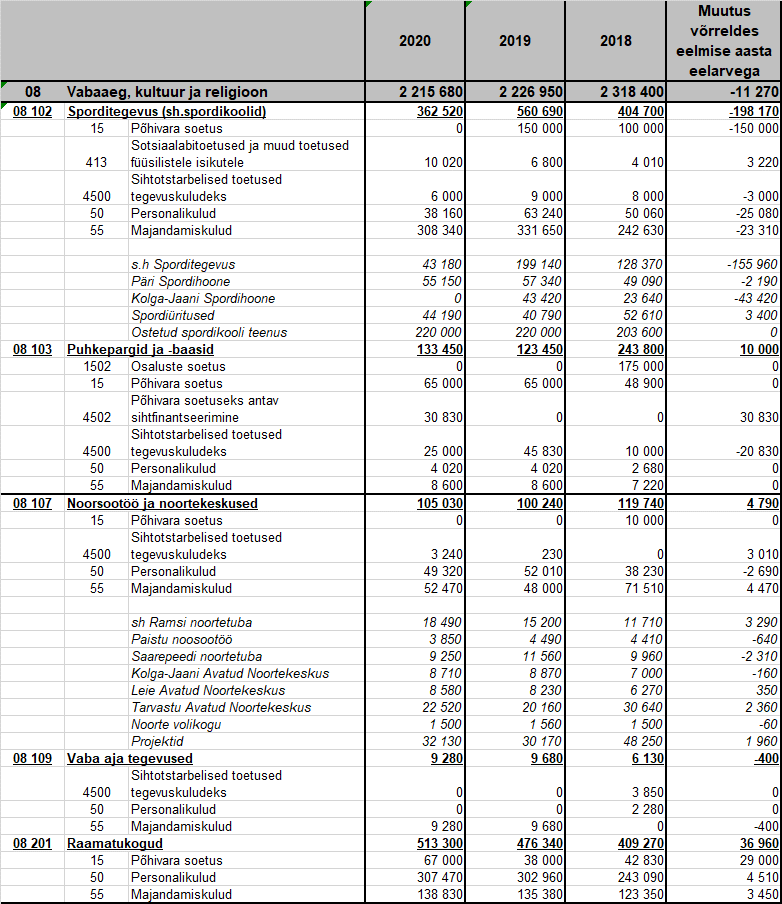 2020 2019 2018 Muutus võrreldes eelmise aasta eelarvega
08 Vabaaeg, kultuur ja religioon 2 215 680 2 226 950 2 318 400 -11 270
08 102 Sporditegevus (sh.spordikoolid) 362 520 560 690 404 700 -198 170
15 Põhivara soetus 0 150 000 100 000 -150 000
Sotsiaalabitoetused ja muud toetused
413 füüsilistele isikutele 10 020 6 800 4 010 3 220
Sihtotstarbelised toetused
4500 tegevuskuludeks 6 000 9 000 8 000 -3 000
50 Personalikulud 38 160 63 240 50 060 -25 080
55 Majandamiskulud 308 340 331 650 242 630 -23 310
s.h Sporditegevus 43 180 199 140 128 370 -155 960
Päri Spordihoone 55 150 57 340 49 090 -2 190
Kolga-Jaani Spordihoone 0 43 420 23 640 -43 420
Spordiüritused 44 190 40 790 52 610 3 400
Ostetud spordikooli teenus 220 000 220 000 203 600 0
08 103 Puhkepargid ja -baasid 133 450 123 450 243 800 10 000
1502 Osaluste soetus 0 0 175 000 0
15 Põhivara soetus 65 000 65 000 48 900 0
Põhivara soetuseks antav
4502 sihtfinantseerimine 30 830 0 0 30 830
Sihtotstarbelised toetused
4500 tegevuskuludeks 25 000 45 830 10 000 -20 830
50 Personalikulud 4 020 4 020 2 680 0
55 Majandamiskulud 8 600 8 600 7 220 0
08 107 Noorsootöö ja noortekeskused 105 030 100 240 119 740 4 790
15 Põhivara soetus 0 0 10 000 0
Sihtotstarbelised toetused
4500 tegevuskuludeks 3 240 230 0 3 010
50 Personalikulud 49 320 52 010 38 230 -2 690
55 Majandamiskulud 52 470 48 000 71 510 4 470
sh Ramsi noortetuba 18 490 15 200 11 710 3 290
Paistu noosootöö 3 850 4 490 4 410 -640
Saarepeedi noortetuba 9 250 11 560 9 960 -2 310
Kolga-Jaani Avatud Noortekeskus 8 710 8 870 7 000 -160
Leie Avatud Noortekeskus 8 580 8 230 6 270 350
Tarvastu Avatud Noortekeskus 22 520 20 160 30 640 2 360
Noorte volikogu 1 500 1 560 1 500 -60
Projektid 32 130 30 170 48 250 1 960
08 109 Vaba aja tegevused 9 280 9 680 6 130 -400
Sihtotstarbelised toetused
4500 tegevuskuludeks 0 0 3 850 0
50 Personalikulud 0 0 2 280 0
55 Majandamiskulud 9 280 9 680 0 -400
08 201 Raamatukogud 513 300 476 340 409 270 36 960
15 Põhivara soetus 67 000 38 000 42 830 29 000
50 Personalikulud 307 470 302 960 243 090 4 510
55 Majandamiskulud 138 830 135 380 123 350 3 450